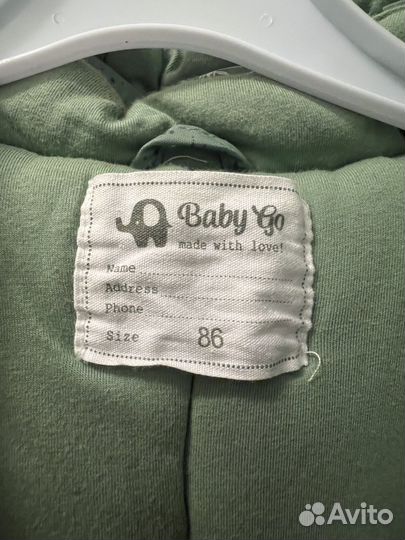 Baby Go
made with love!
Name
Address
Phone
Size 86
Avito